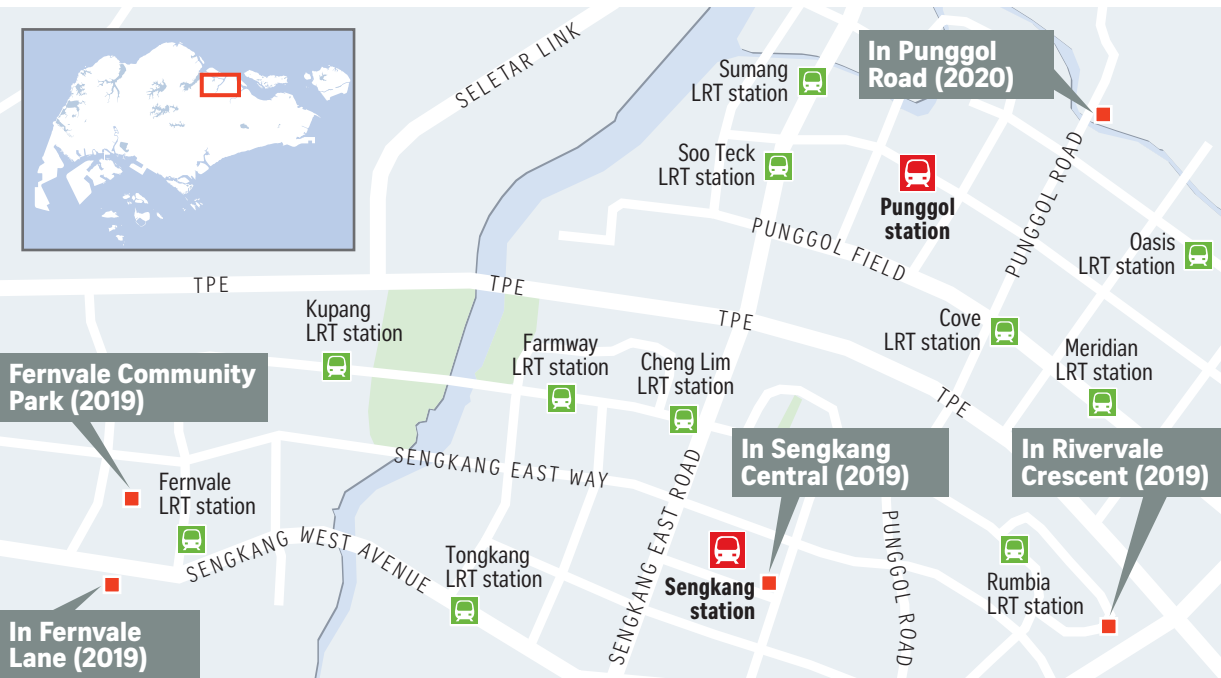 SELETAR LINK
Sumang
LRT station
In Punggol
Road (2020)
Soo Teck
LRT station
Punggol
station
PUNGGOL ROAD
PUNGGOL FIELD
Oasis
LRT station
TPE
TPE
TPE
TPE
Kupang
LRT station
Farmway
LRT station
Cheng Lim
LRT station
Cove
LRT station
Meridian
LRT station
Fernvale Community
Park (2019)
In Sengkang
Central (2019)
In Rivervale
Crescent (2019)
SENGKANG EAST WAY
Fernvale
LRT station
SENGKANG WEST AVENUE
Tongkang
LRT station
SENGKANG EAST ROAD
Sengkang
station
PUNGGOL ROAD
Rumbia
LRT station
In Fernvale
Lane (2019)